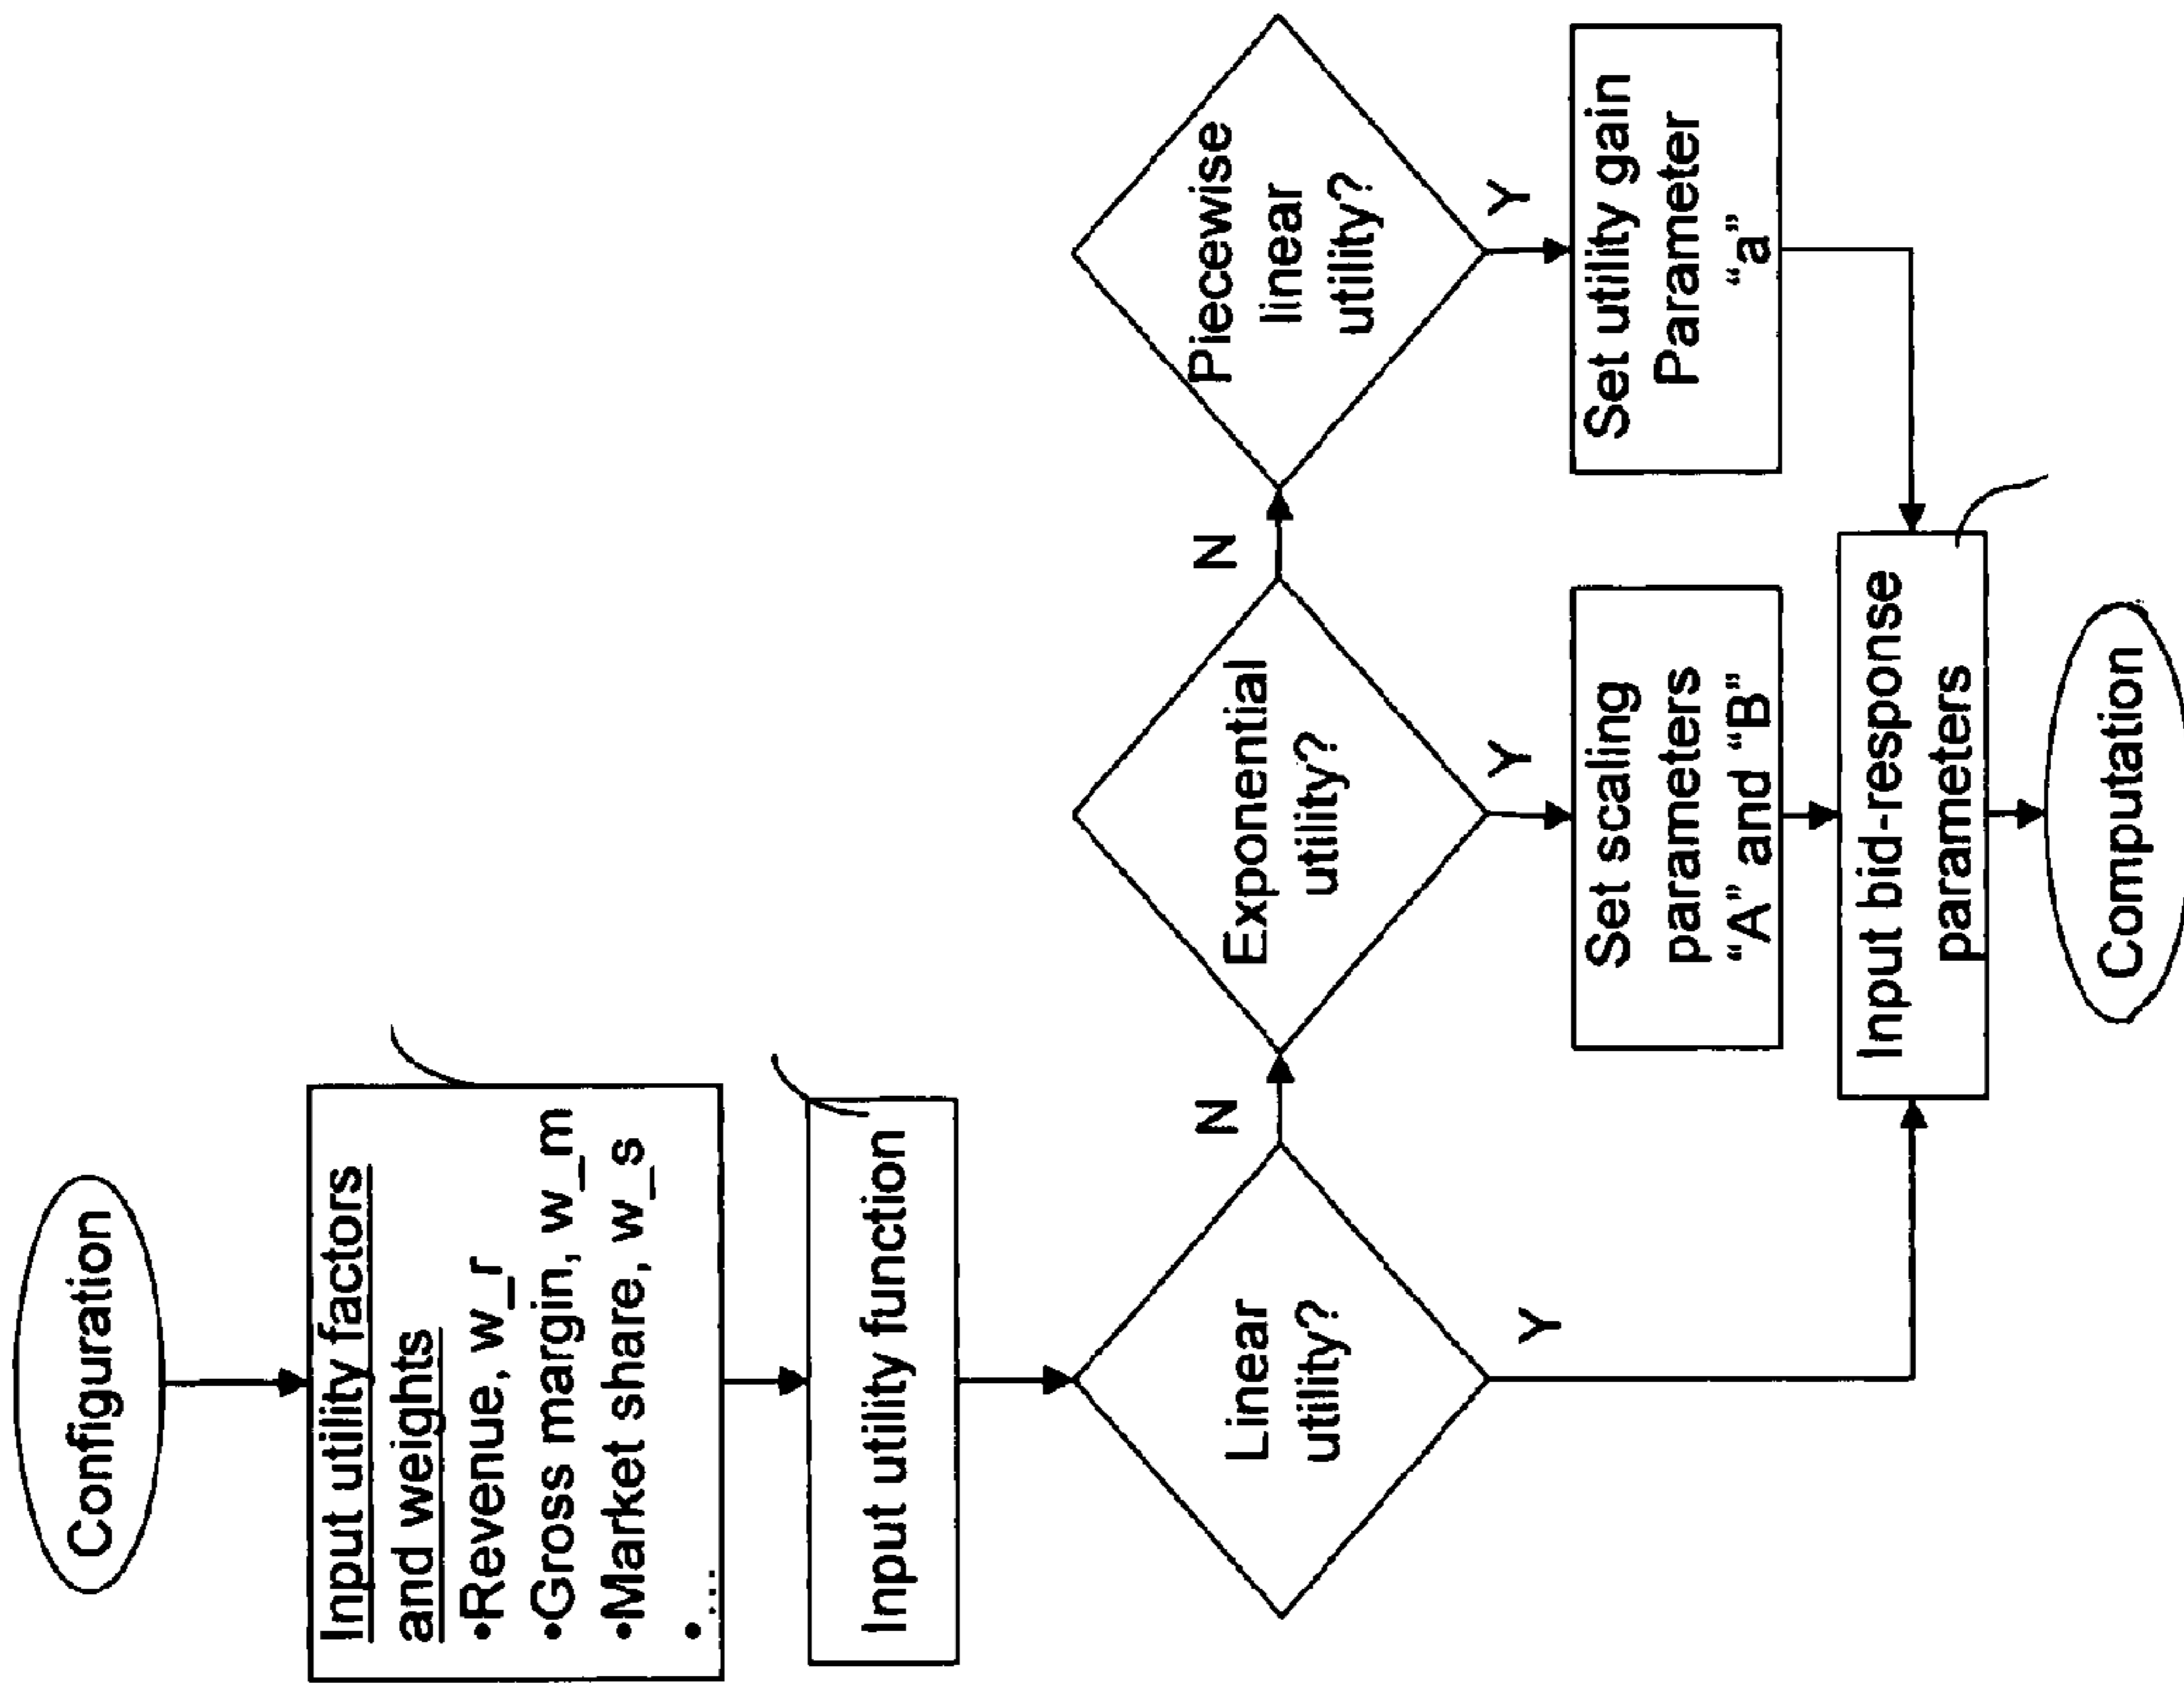 Configuration
Input utility factors
and weights
•Revenue, w_r
•Gross margin, w_m
•Market share, w_s
•...
Input utility function
Linear
utility?
N
Exponential
utility?
N
Piecewise
linear
utility?
Y
Y
Y
Set scaling
parameters
“A” and “B”
Set utility gain
Parameter
“a”
Input bid-response
parameters
Computation